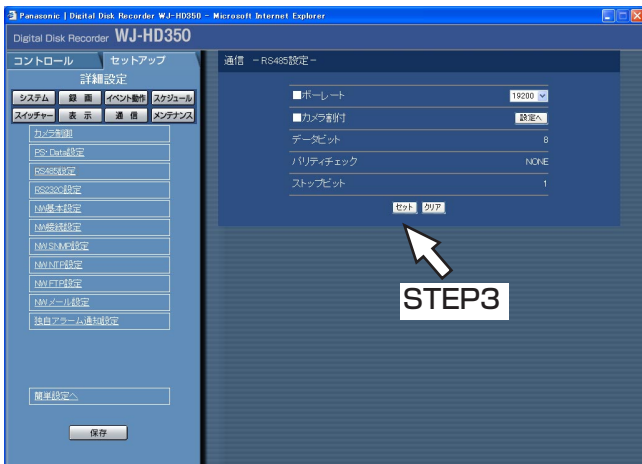 Panasonic | Digital Disk Recorder WJ-HD350 - Microsoft Internet Explorer
Digital Disk Recorder WJ-HD350
コントロール セットアップ
詳細設定
システム 録画 イベント動作 スケジュール
スイッチャー 表示 通信 メンテナンス
カメラ制御
PS･Data設定
RS485設定
RS232C設定
NW基本設定
NW接続設定
NW SNMP設定
NW NTP設定
NW FTP設定
NWメール設定
独自アラーム通知設定
簡単設定へ
保存
通信 －RS485設定－
■ボーレート 19200
■カメラ割付 設定へ
データビット 8
パリティチェック NONE
ストップビット 1
セット クリア
STEP3